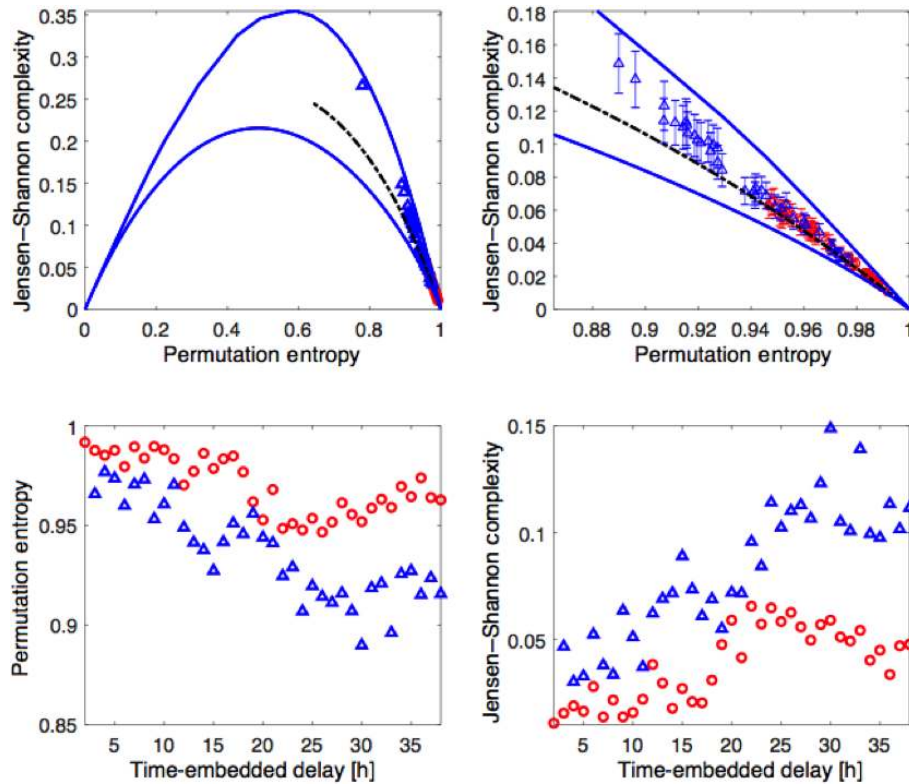 0.35
0.3
0.25
0.2
0.15
0.1
0.05
0
Jensen−Shannon complexity
0 0.2 0.4 0.6 0.8 1
Permutation entropy
0.18
0.16
0.14
0.12
0.10
0.08
0.06
0.04
0.02
0
Jensen−Shannon complexity
0.88 0.9 0.92 0.94 0.96 0.98 1
Permutation entropy
1
0.95
0.9
0.85
Permutation entropy
5 10 15 20 25 30 35
Time-embedded delay [h]
0.15
0.1
0.05
Jensen−Shannon complexity
5 10 15 20 25 30 35
Time-embedded delay [h]